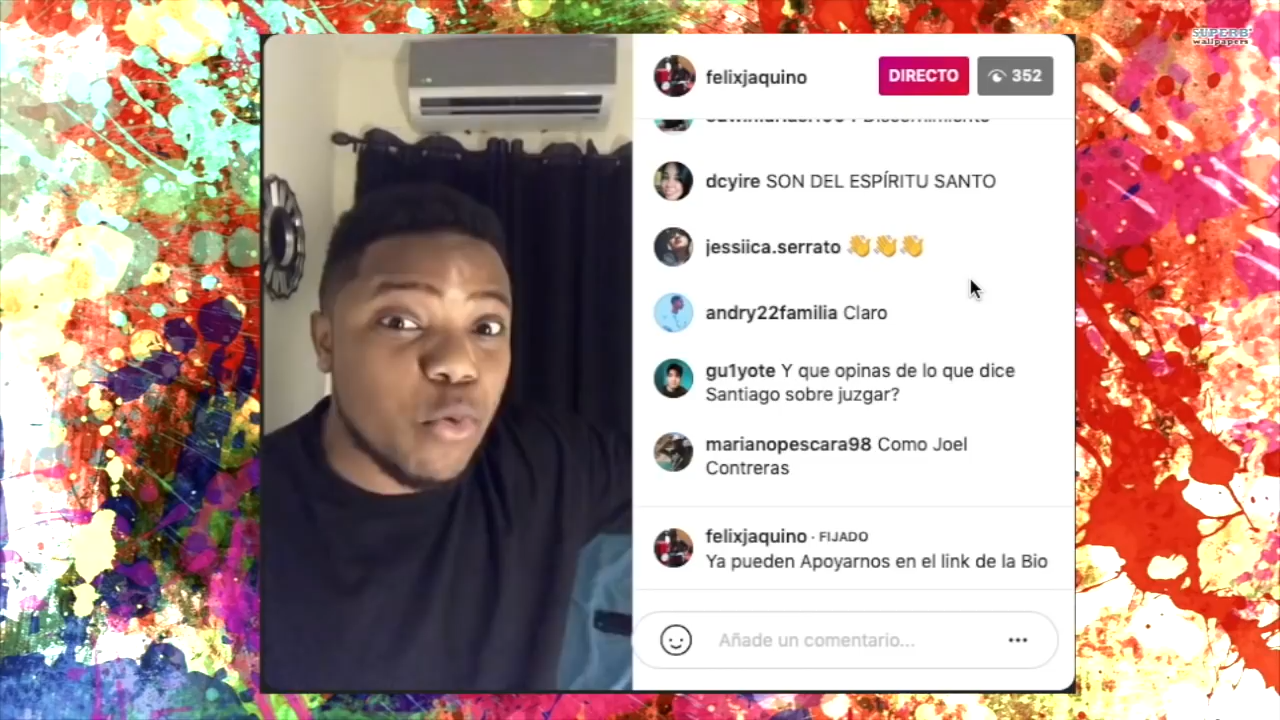 SUPERB
wallpapers
felixjaquino
DIRECTO
352
dcyire SON DEL ESPÍRITU SANTO
jessiica.serrato 👏👏👏
andry22familia Claro
gu1yote Y que opinas de lo que dice
Santiago sobre juzgar?
marianopescara98 Como Joel
Contreras
felixjaquino · FIJADO
Ya pueden Apoyarnos en el link de la Bio
Añade un comentario...